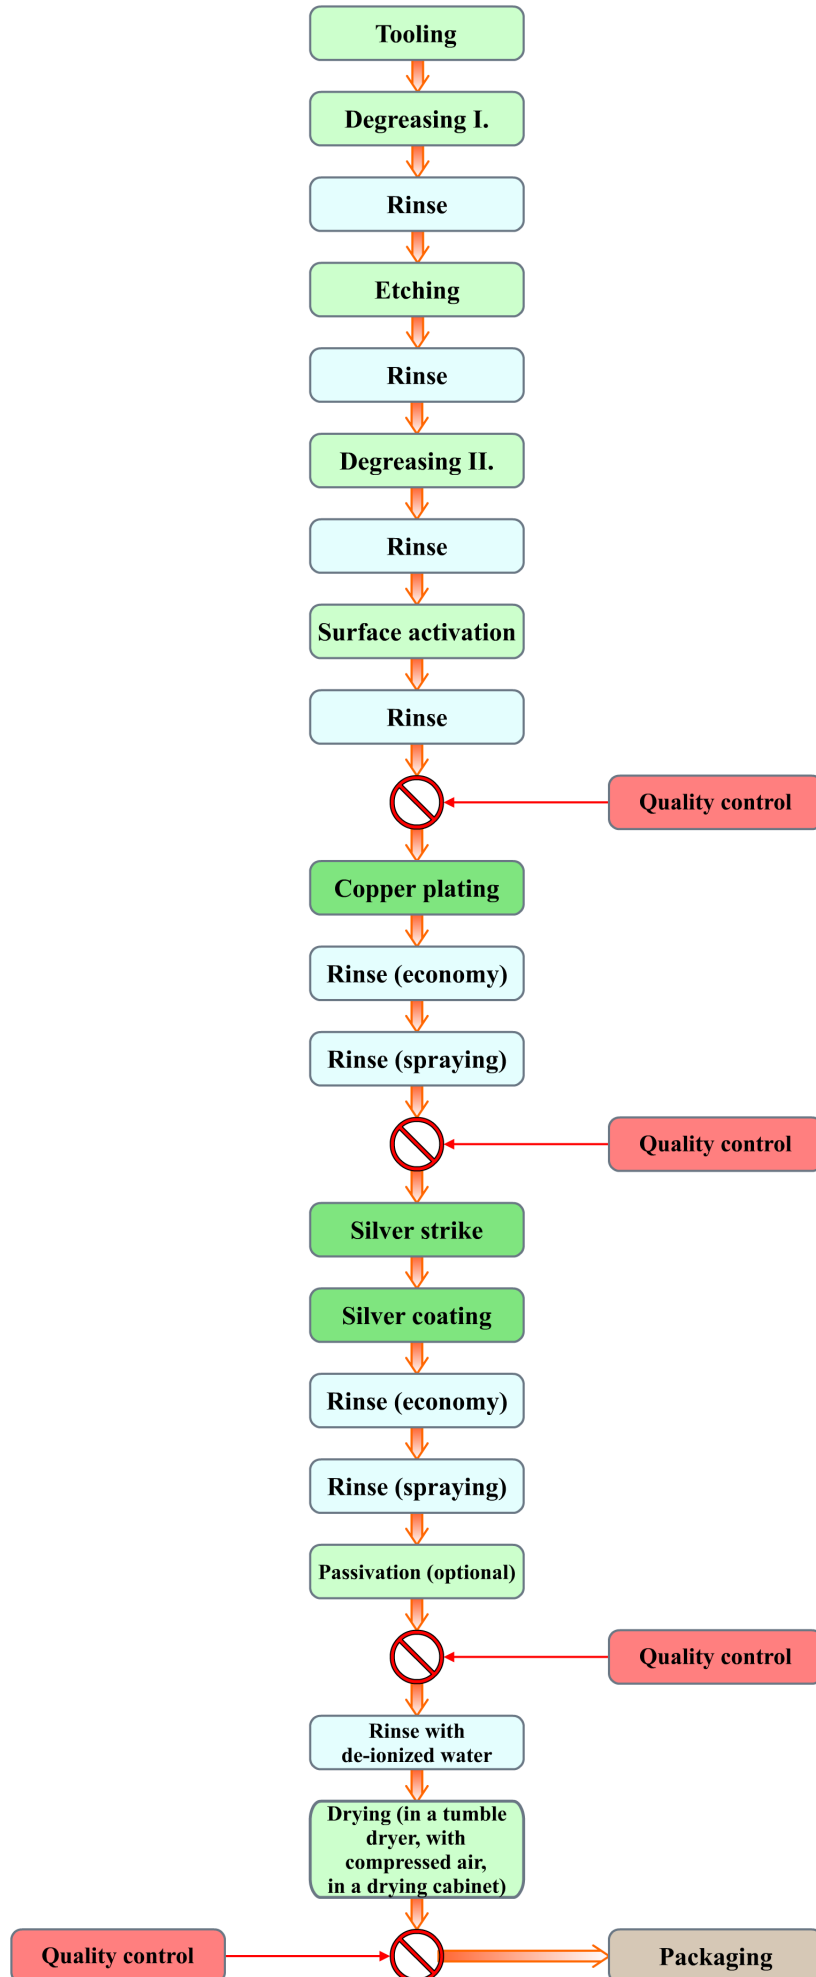 Tooling
Degreasing I.
Rinse
Etching
Rinse
Degreasing II.
Rinse
Surface activation
Rinse
Quality control
Copper plating
Rinse (economy)
Rinse (spraying)
Quality control
Silver strike
Silver coating
Rinse (economy)
Rinse (spraying)
Passivation (optional)
Quality control
Rinse with
de-ionized water
Drying (in a tumble
dryer, with
compressed air,
in a drying cabinet)
Quality control
Packaging